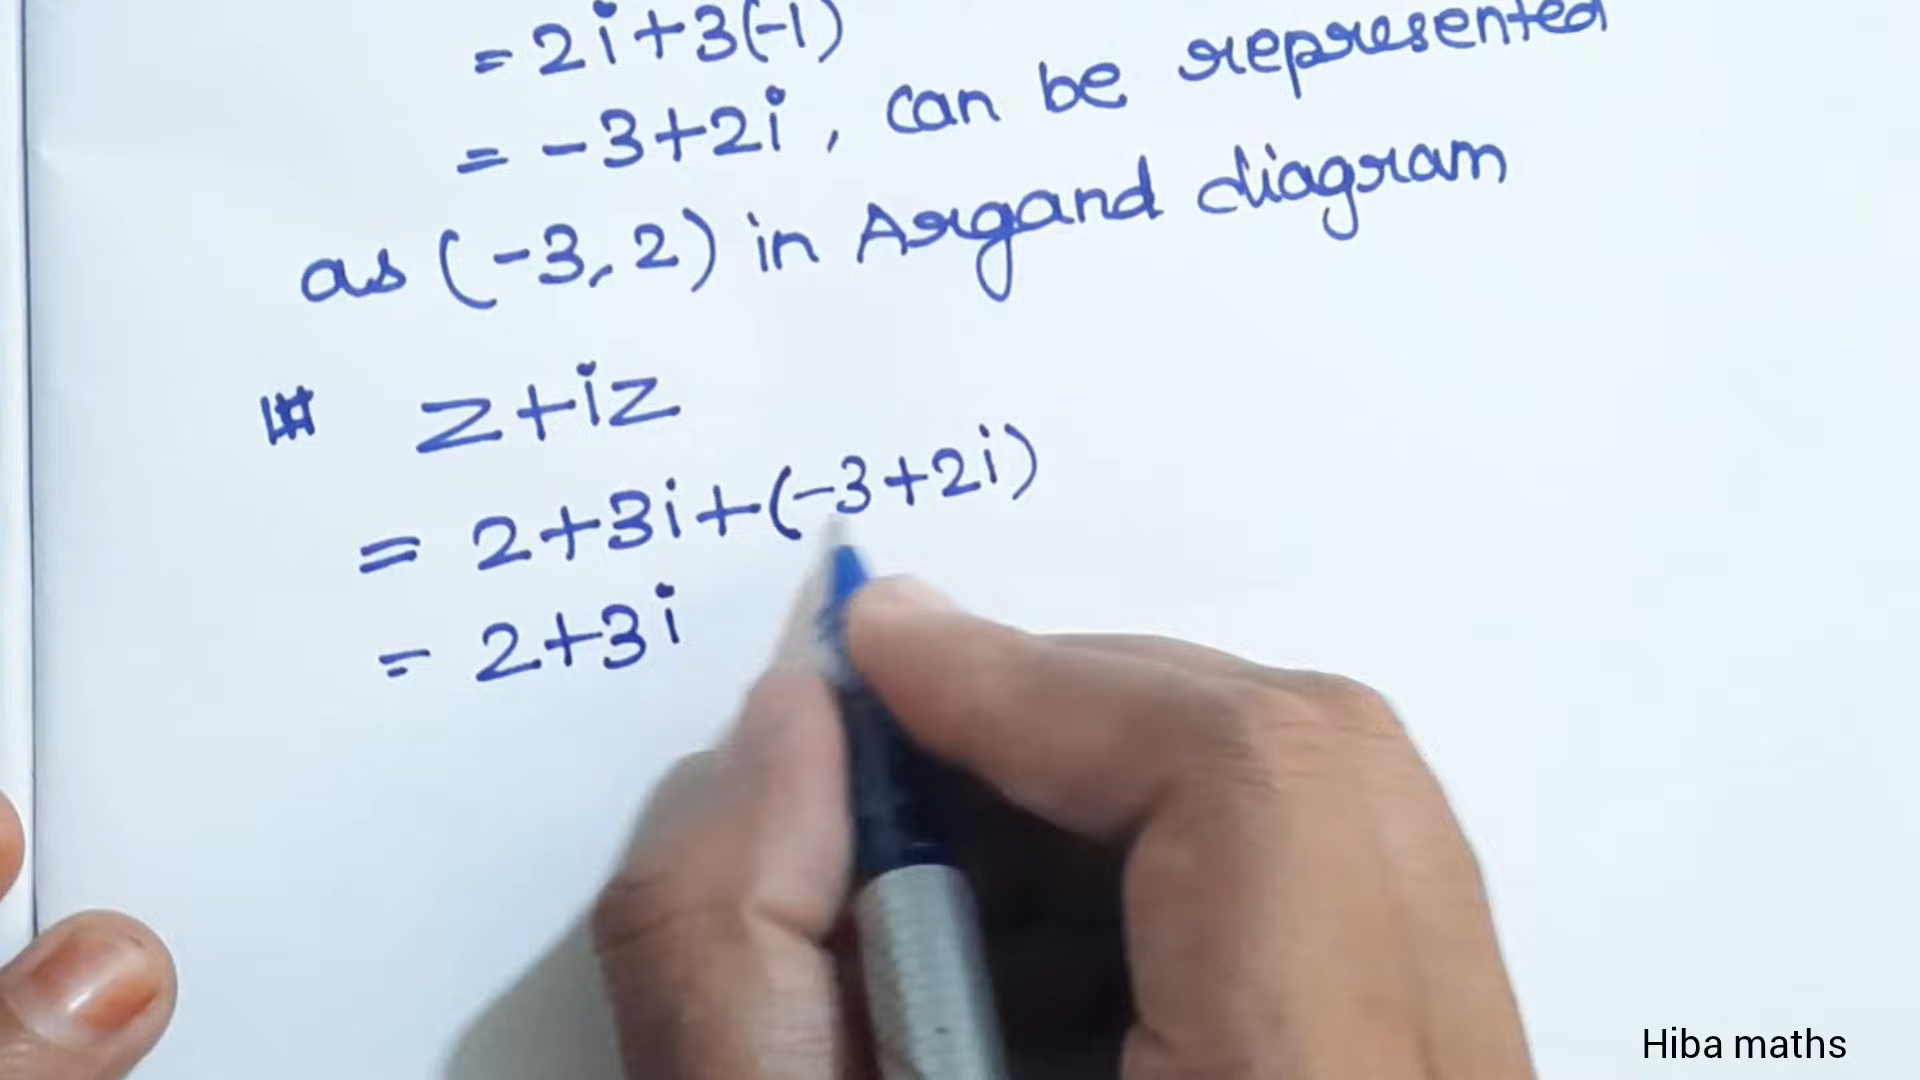 = 2i+3(-1)
= -3+2i, can be represented
as (-3, 2) in Argand diagram
z+iz
= 2+3i+(-3+2i)
= 2+3i
Hiba maths